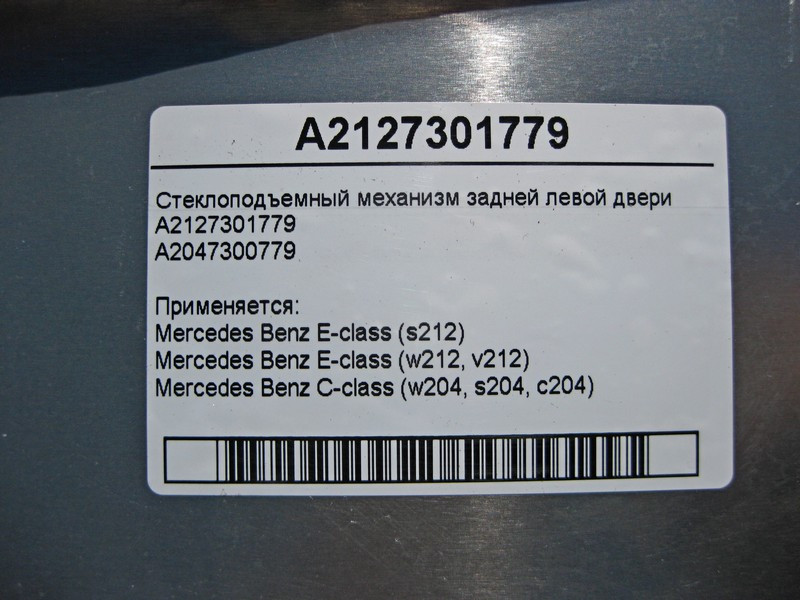 A2127301779
Стеклоподъемный механизм задней левой двери
A2127301779
A2047300779
Применяется:
Mercedes Benz E-class (s212)
Mercedes Benz E-class (w212, v212)
Mercedes Benz C-class (w204, s204, c204)